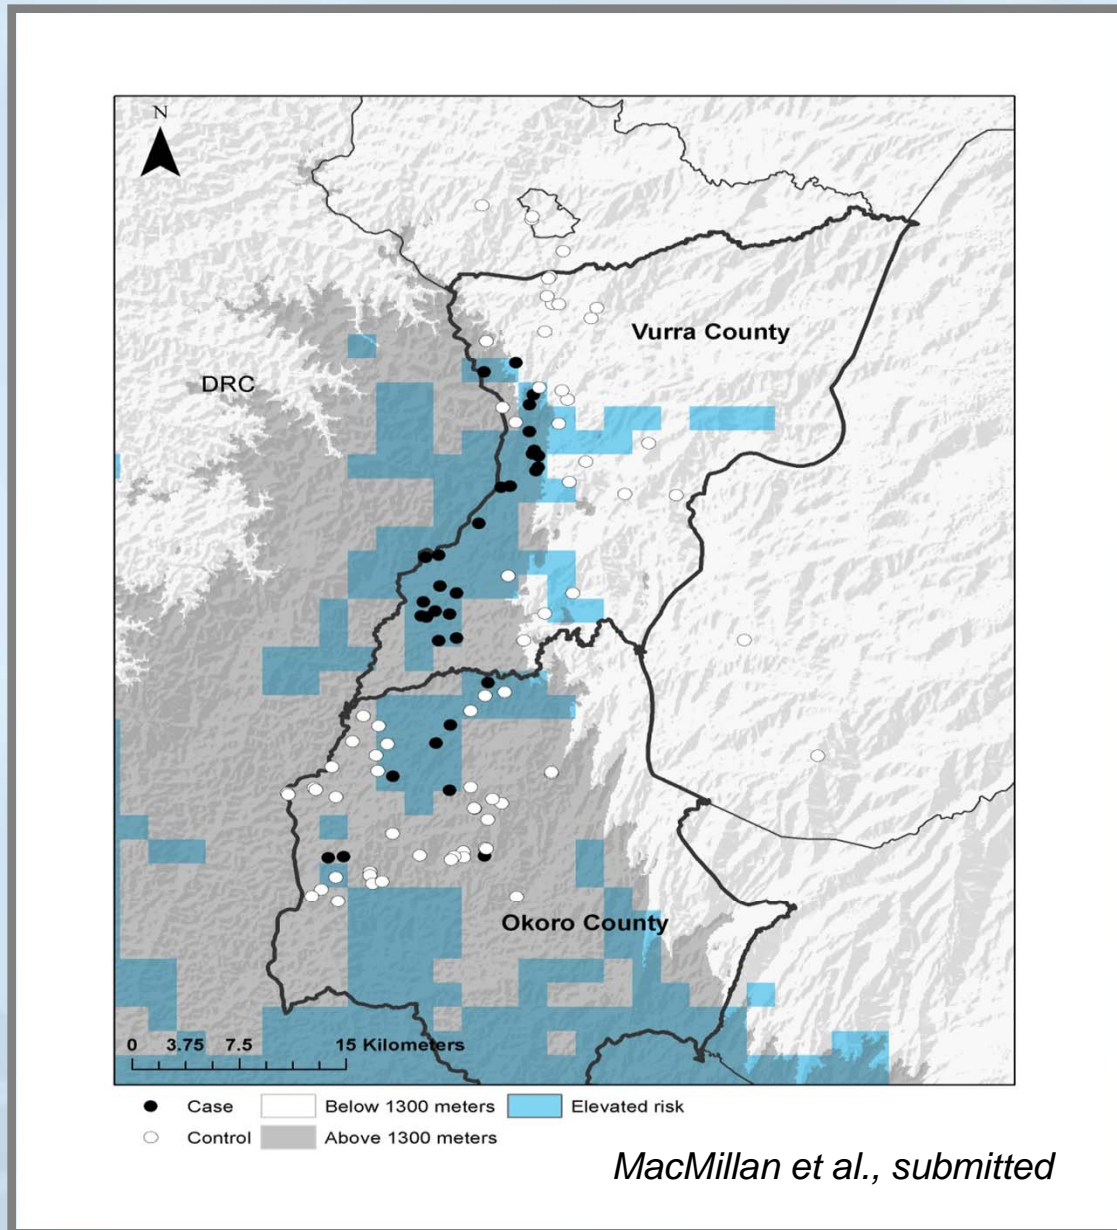 N
Vurra County
DRC
Okoro County
0 3.75 7.5 15 Kilometers
Case Below 1300 meters Elevated risk
Control Above 1300 meters
MacMillan et al., submitted